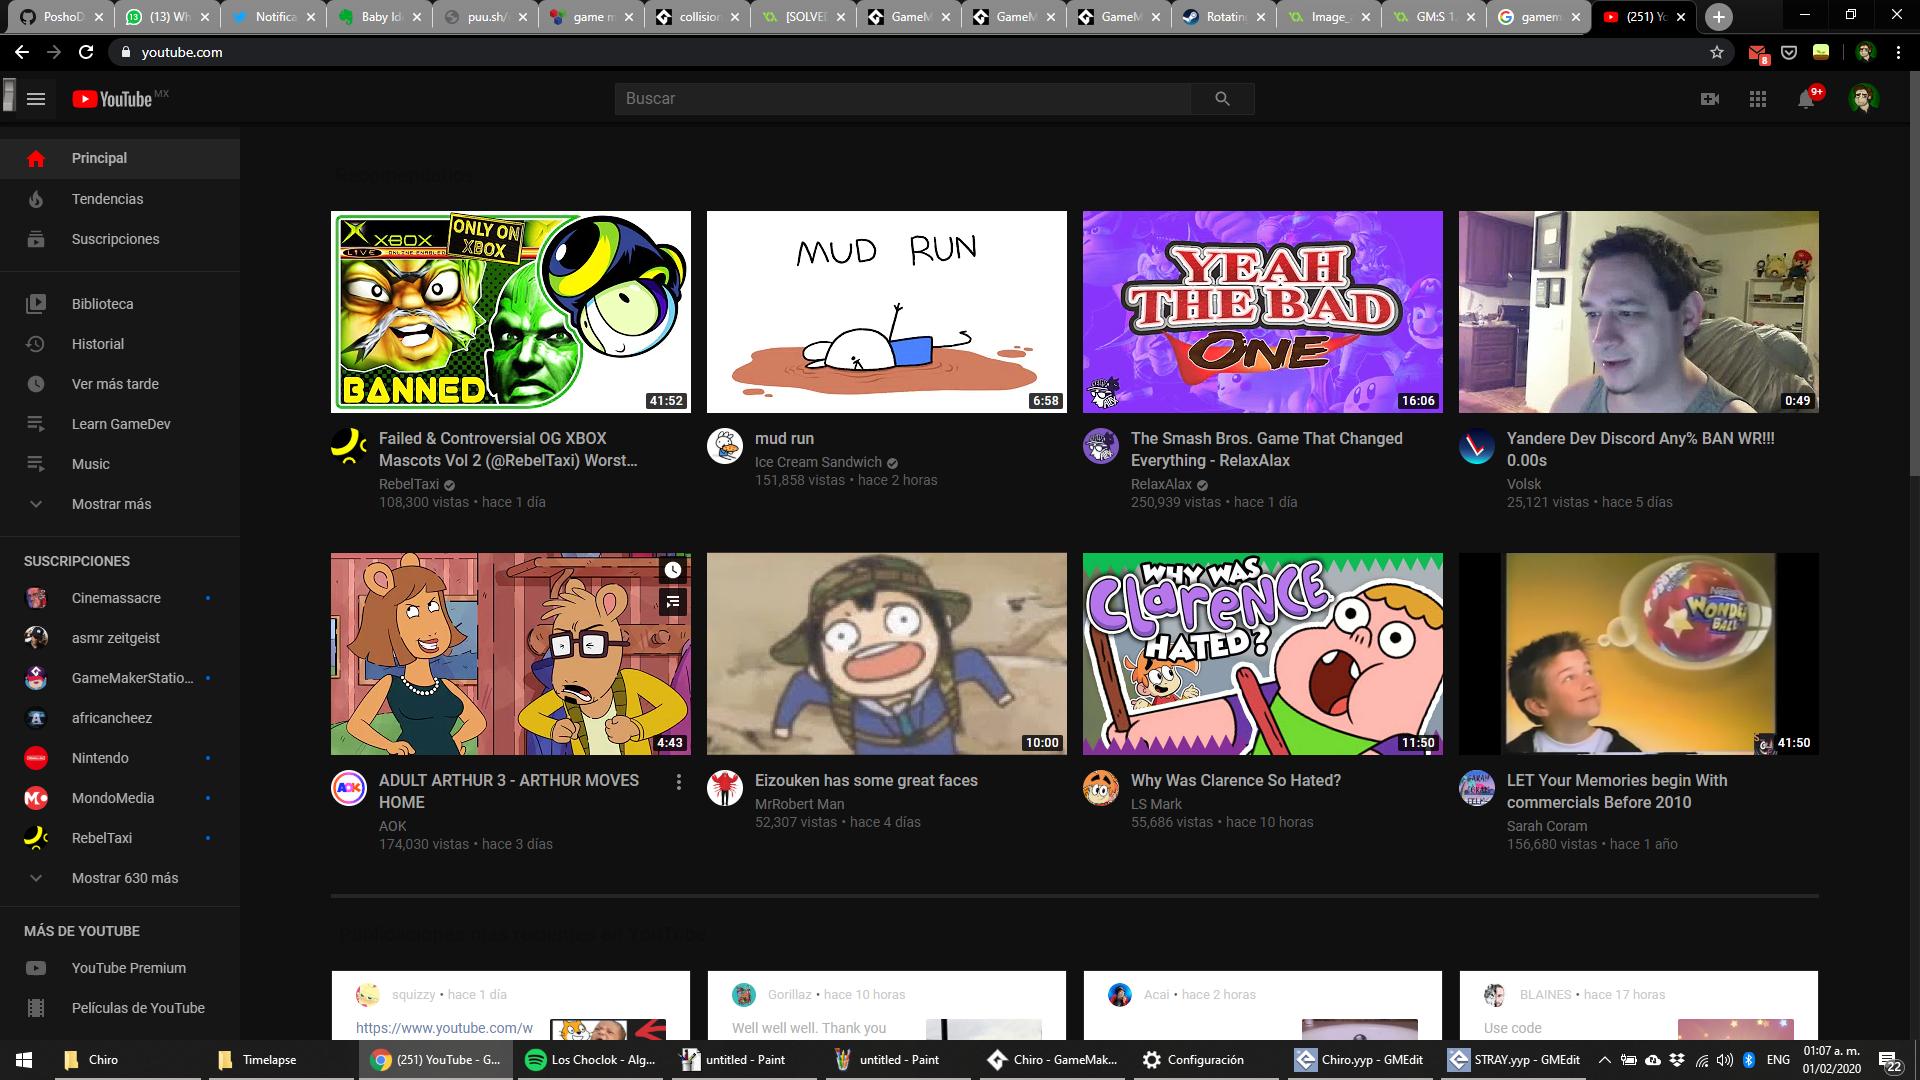 PoshoD
(13) Wh
Notifica
Baby Id
puu.sh/
game m
collision
[SOLVE
GameM
GameM
GameM
Rotatin
Image_
GM:S 1
gamem
(251) Yo
youtube.com
8
YouTube MX
Buscar
9+
Principal
Tendencias
Suscripciones
Biblioteca
Historial
Ver más tarde
Learn GameDev
Music
Mostrar más
SUSCRIPCIONES
Cinemassacre
asmr zeitgeist
GameMakerStatio...
africancheez
Nintendo
MondoMedia
RebelTaxi
Mostrar 630 más
MÁS DE YOUTUBE
YouTube Premium
Películas de YouTube
Recomendados
XBOX
LIVE ONLINE ENABLED
ONLY ON
XBOX
BANNED
41:52
Failed & Controversial OG XBOX
Mascots Vol 2 (@RebelTaxi) Worst...
RebelTaxi
108,300 vistas • hace 1 día
MUD RUN
6:58
mud run
Ice Cream Sandwich
151,858 vistas • hace 2 horas
YEAH
THE BAD
ONE
16:06
The Smash Bros. Game That Changed
Everything - RelaxAlax
RelaxAlax
250,939 vistas • hace 1 día
0:49
Yandere Dev Discord Any% BAN WR!!!
0.00s
Volsk
25,121 vistas • hace 5 días
4:43
AOK
ADULT ARTHUR 3 - ARTHUR MOVES
HOME
AOK
174,030 vistas • hace 3 días
10:00
Eizouken has some great faces
MrRobert Man
52,307 vistas • hace 4 días
WHY WAS
CLARENCE
HATED?
11:50
Why Was Clarence So Hated?
LS Mark
55,686 vistas • hace 10 horas
WONDER
BALL
41:50
LET Your Memories begin With
commercials Before 2010
Sarah Coram
156,680 vistas • hace 1 año
squizzy • hace 1 día
https://www.youtube.com/w
Gorillaz • hace 10 horas
Well well well. Thank you
Acai • hace 2 horas
BLAINES • hace 17 horas
Use code
Chiro
Timelapse
(251) YouTube - G...
Los Choclok - Alg...
untitled - Paint
untitled - Paint
Chiro - GameMak...
Configuración
Chiro.yyp - GMEdit
STRAY.yyp - GMEdit
ENG
01:07 a. m.
01/02/2020
22